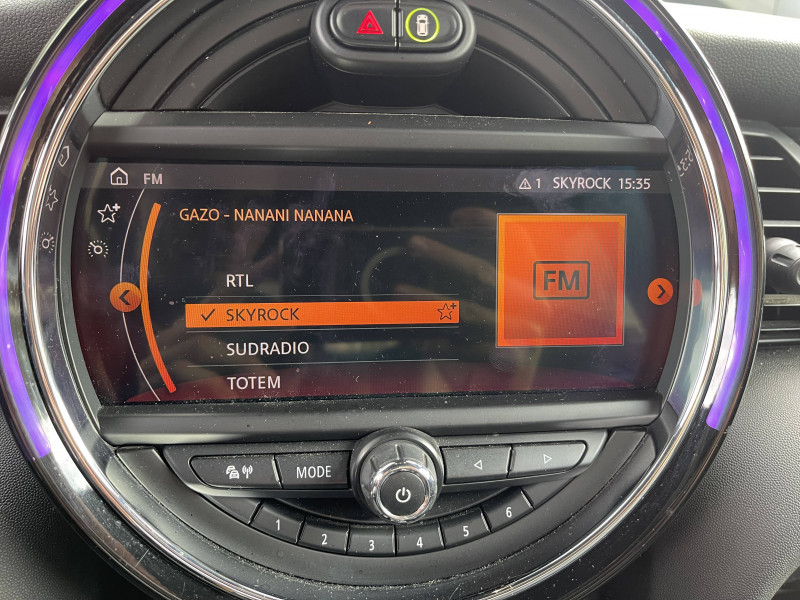 FM
1 SKYROCK 15:35
GAZO - NANANI NANANA
RTL
SKYROCK
SUDRADIO
TOTEM
FM
MODE
1 2 3 4 5 6